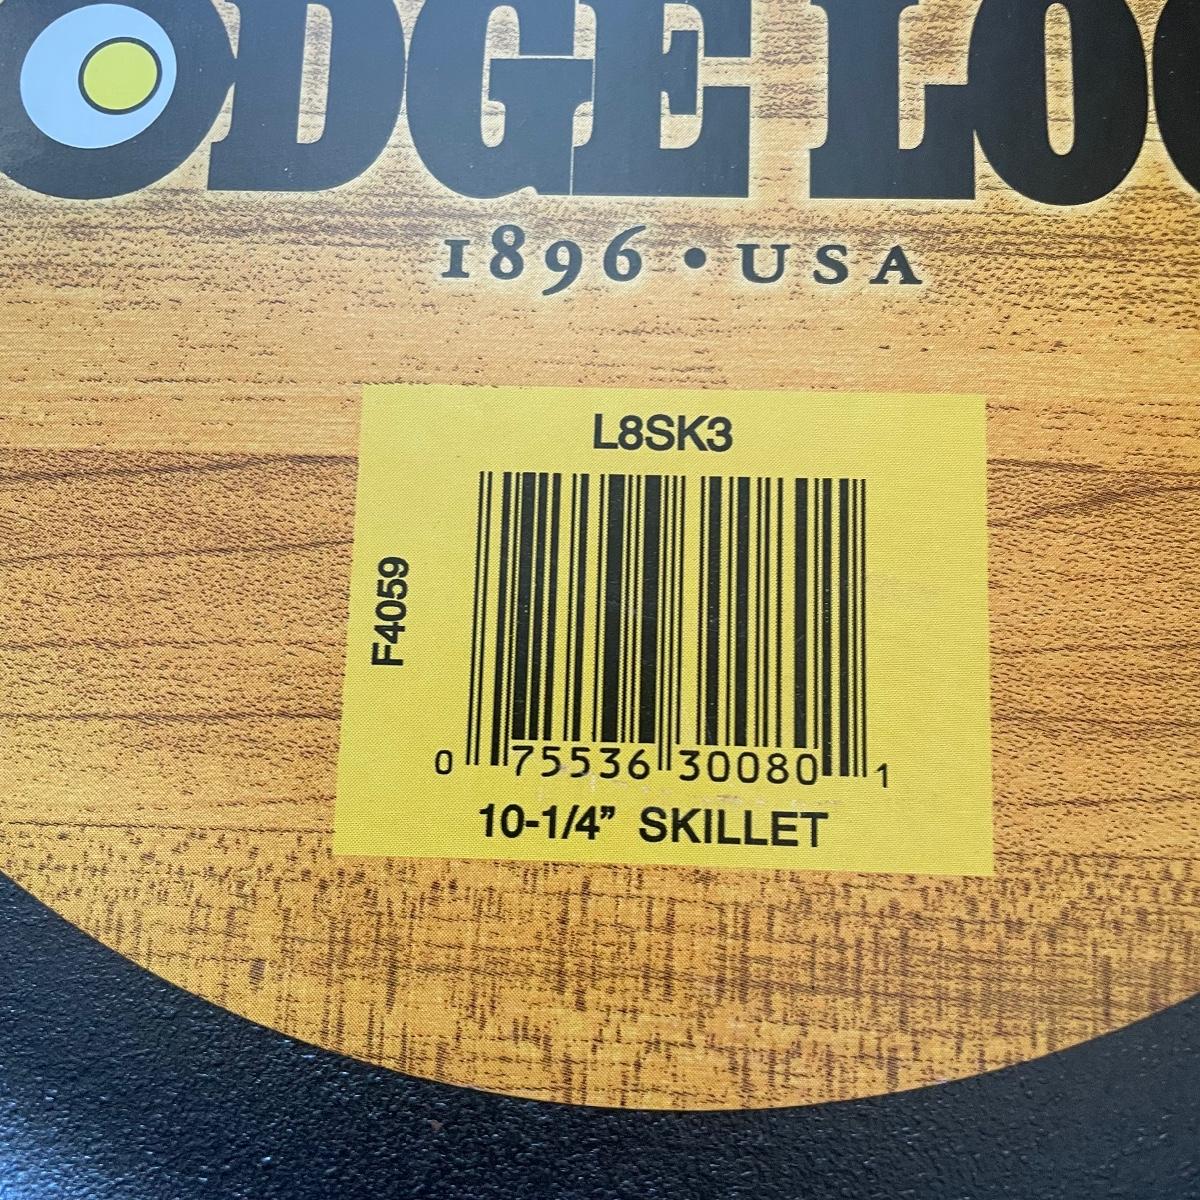 ODGE LO
1896 • USA
L8SK3
F4059
0 75536 30080 1
10-1/4” SKILLET